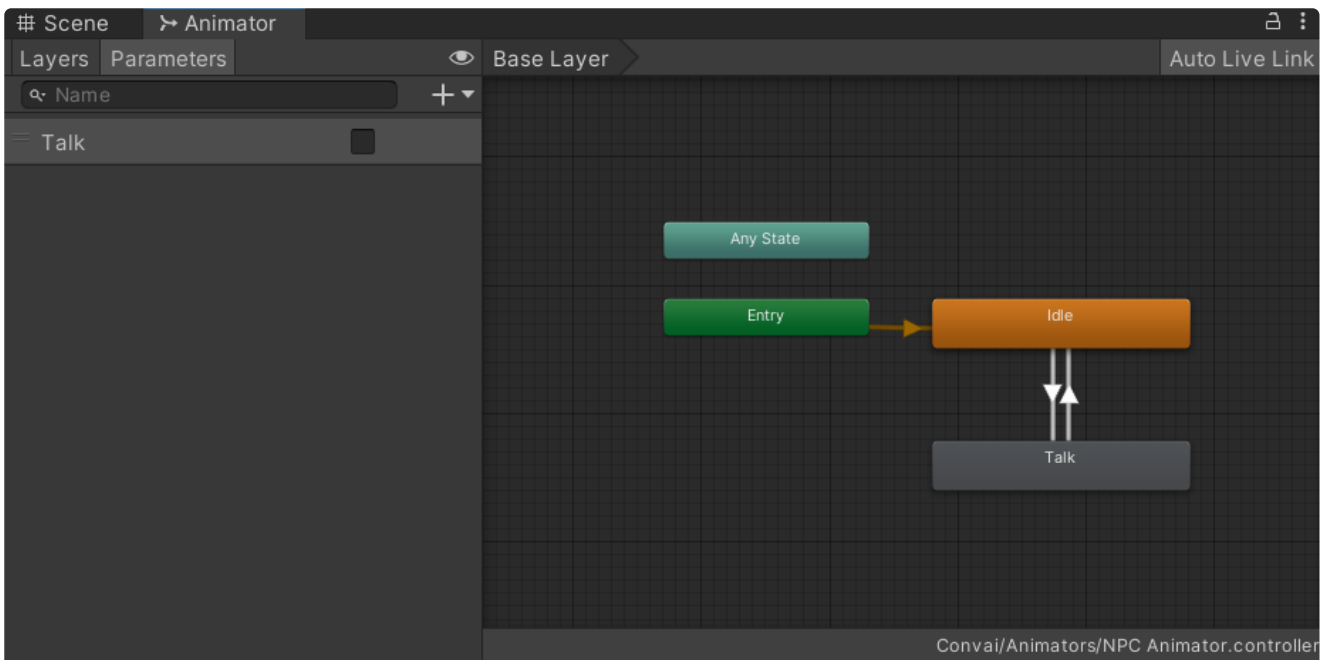 Scene
Animator
Layers
Parameters
Base Layer
Auto Live Link
Name
Talk
Any State
Entry
Idle
Talk
Convai/Animators/NPC Animator.controller